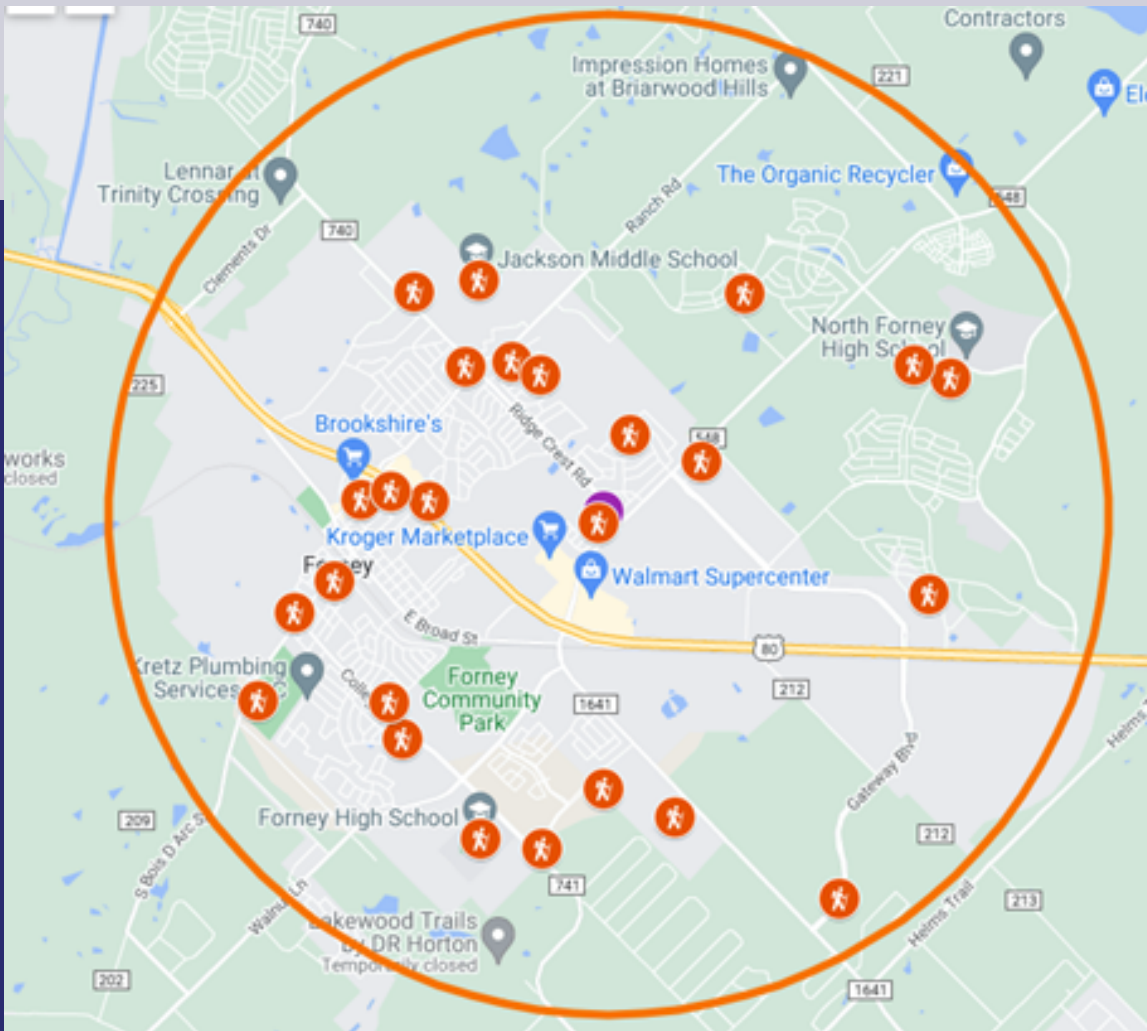 740
Contractors
Impression Homes
at Briarwood Hills
221
Lennar at
Trinity Crossing
The Organic Recycler
548
740
Ranch Rd
Clements Dr
Jackson Middle School
North Forney
High School
225
Brookshire's
Ridge Crest Rd
548
works
closed
Kroger Marketplace
Walmart Supercenter
Forney
E Broad St
80
Kretz Plumbing
Forney
Community
Park
212
1641
Helms
Gateway Blvd
Forney High School
209
S Bois D Arc S
212
741
Walnut Ln
Lakewood Trails
by DR Horton
Temporarily closed
Helms Trail
213
202
1641